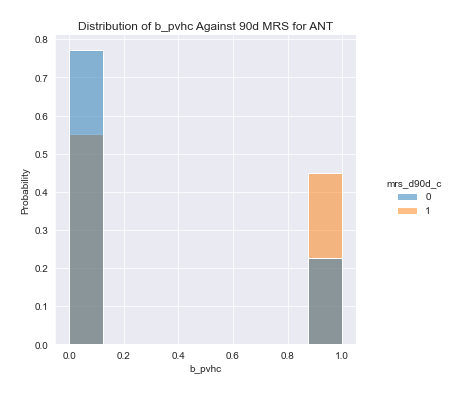 Distribution of b_pvhc Against 90d MRS for ANT
0.8
0.7
0.6
0.5
0.4
0.3
0.2
0.1
0.0
Probability
0.0 0.2 0.4 0.6 0.8 1.0
b_pvhc
mrs_d90d_c
0
1